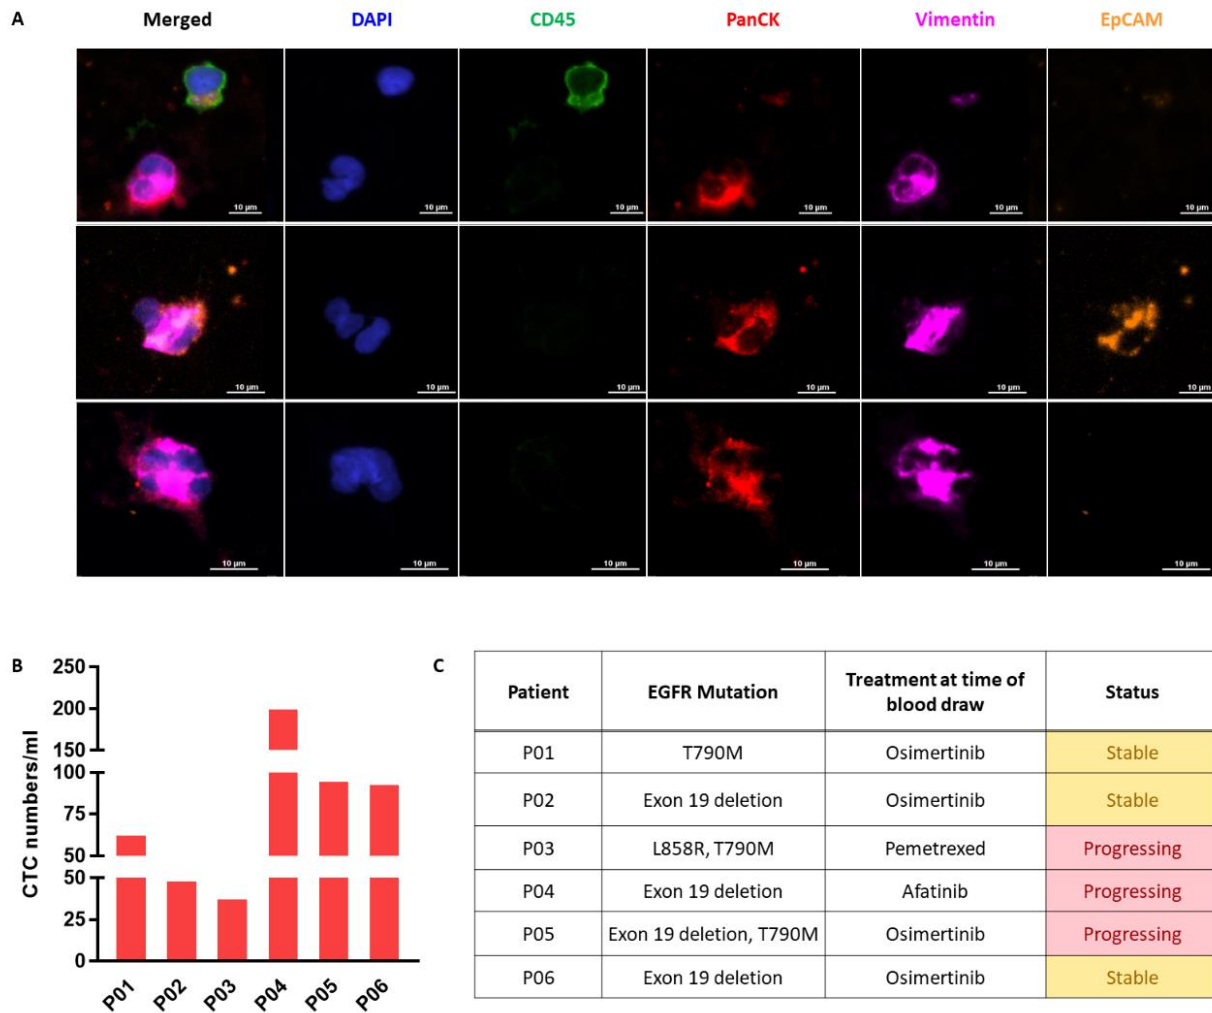 A
Merged DAPI CD45 PanCK Vimentin EpCAM
10 µm 10 µm 10 µm 10 µm 10 µm 10 µm
10 µm 10 µm 10 µm 10 µm 10 µm 10 µm
10 µm 10 µm 10 µm 10 µm 10 µm 10 µm
B
CTC numbers/ml
250
200
150
100
75
50
50
25
0
P01 P02 P03 P04 P05 P06
C
Patient EGFR Mutation Treatment at time of blood draw Status
P01 T790M Osimertinib Stable
P02 Exon 19 deletion Osimertinib Stable
P03 L858R, T790M Pemetrexed Progressing
P04 Exon 19 deletion Afatinib Progressing
P05 Exon 19 deletion, T790M Osimertinib Progressing
P06 Exon 19 deletion Osimertinib Stable